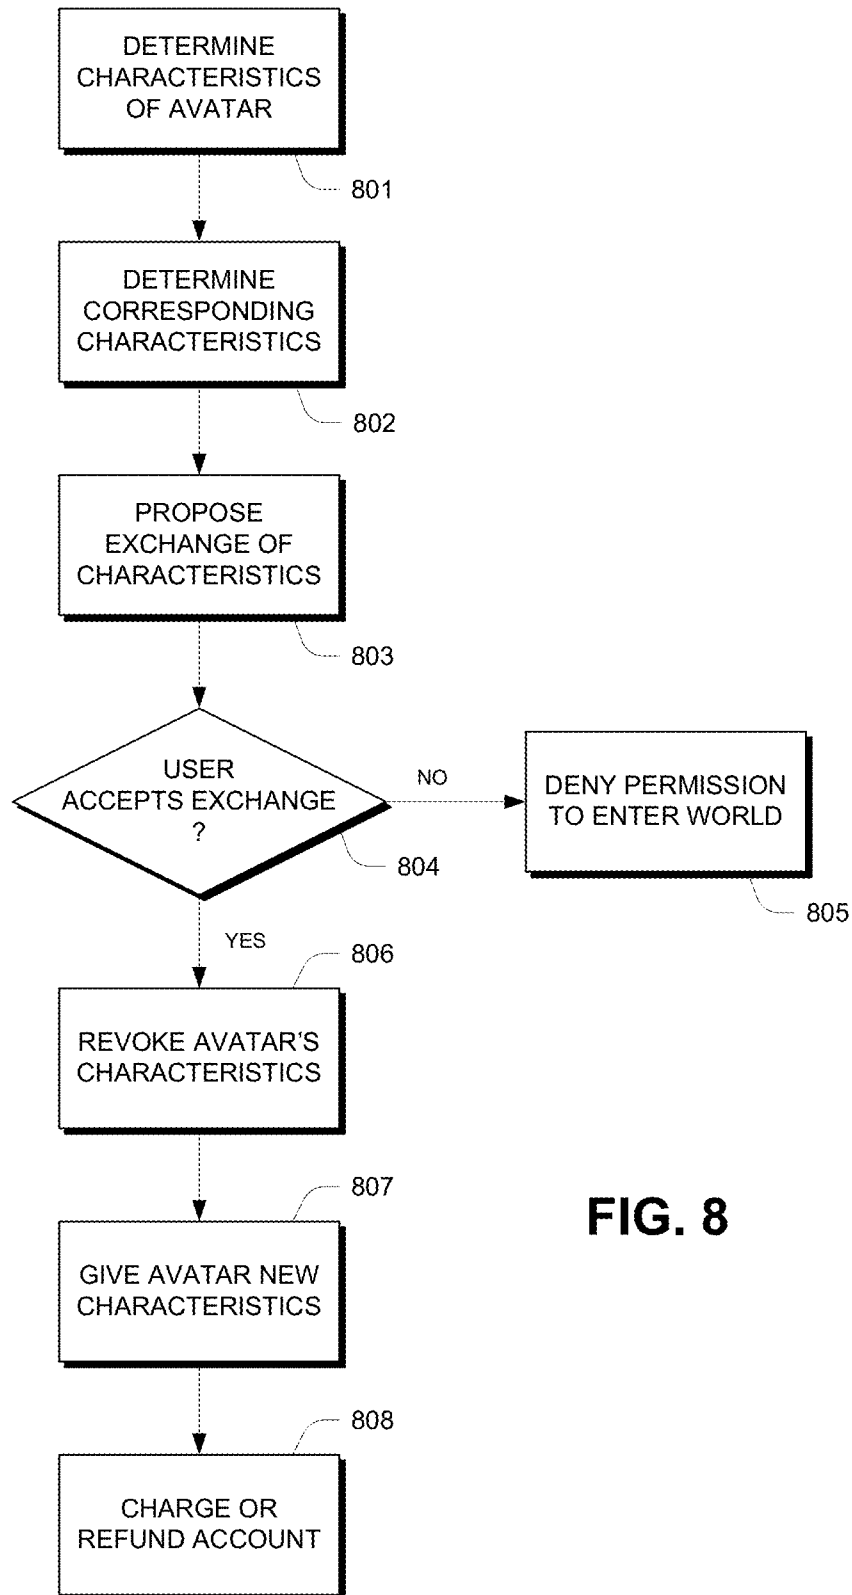 DETERMINE
CHARACTERISTICS
OF AVATAR
801
DETERMINE
CORRESPONDING
CHARACTERISTICS
802
PROPOSE
EXCHANGE OF
CHARACTERISTICS
803
USER
ACCEPTS EXCHANGE
?
804
NO
DENY PERMISSION
TO ENTER WORLD
805
YES
806
REVOKE AVATAR'S
CHARACTERISTICS
807
GIVE AVATAR NEW
CHARACTERISTICS
FIG. 8
808
CHARGE OR
REFUND ACCOUNT